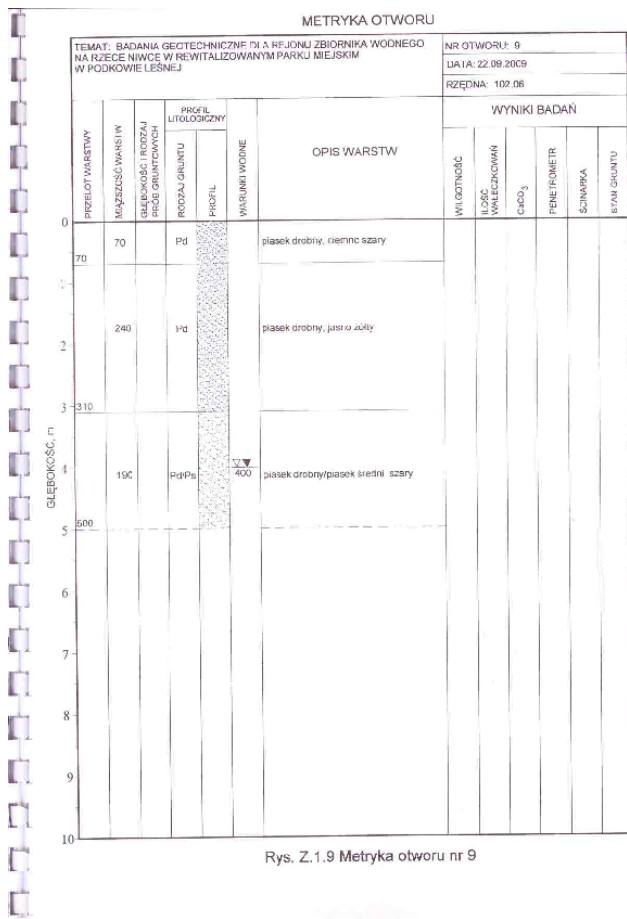 METRYKA OTWORU
TEMAT: BADANIA GEOTECHNICZNE DLA REJONU ZBIORNIKA WODNEGO
NA RZECE NIWCE W REWITALIZOWANYM PARKU MIEJSKIM
W PODKOWIE LEŚNEJ
NR OTWORU: 9
DATA: 22.09.2009
RZĘDNA: 102,06
PRZELOT WARSTWY
MIĄŻSZOŚĆ WARSTW
GŁĘBOKOŚĆ I RODZAJ
PRÓB GRUNTOWYCH
PROFIL
LITOLOGICZNY
RODZAJ GRUNTU
PROFIL
WARUNKI WODNE
OPIS WARSTW
WYNIKI BADAŃ
WILGOTNOŚĆ
ILOŚĆ
WAŁECZKOWAŃ
CaCO3
PENETROMETR
ŚCINARKA
STAN GRUNTU
GŁĘBOKOŚĆ, m
0
70 Pd piasek drobny, ciemno szary
70
1
240 Pd piasek drobny, jasno żółty
2
3 310
4 190 Pd/Ps 400 piasek drobny/piasek średni, szary
5 500
6
7
8
9
10
Rys. Z.1.9 Metryka otworu nr 9